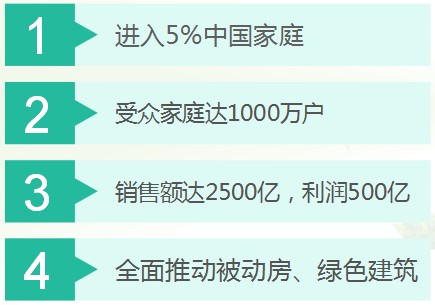 1 进入5%中国家庭
2 受众家庭达1000万户
3 销售额达2500亿，利润500亿
4 全面推动被动房、绿色建筑